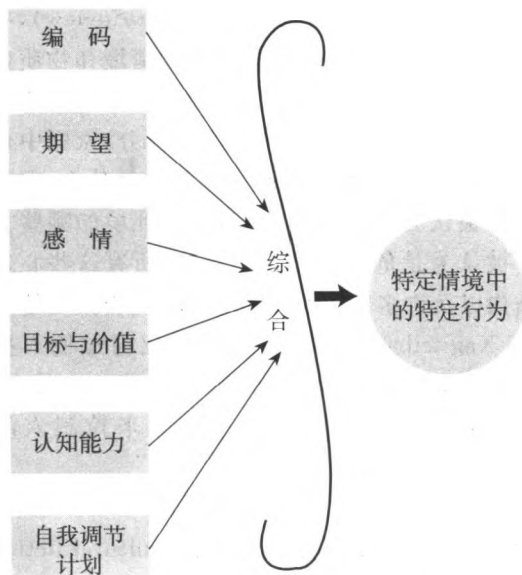 编 码
期 望
感 情
目标与价值
认知能力
自我调节
计划
综
合
特定情境中
的特定行为